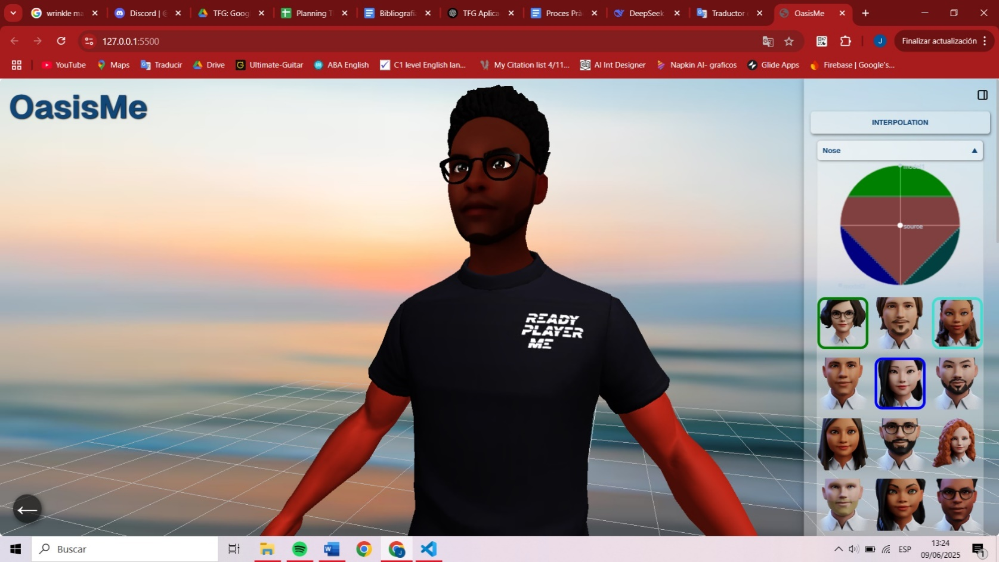 wrinkle ma
Discord | @
TFG: Goog
Planning T
Bibliografi
TFG Aplica
Proces Prà
DeepSeek
Traductor
OasisMe
127.0.0.1:5500
J
Finalizar actualización
YouTube
Maps
Traducir
Drive
Ultimate-Guitar
ABA English
C1 level English lan...
My Citation list 4/11...
AI Int Designer
Napkin AI- graficos
Glide Apps
Firebase | Google's...
OasisMe
INTERPOLATION
Nose
model1
source
READY
PLAYER
ME
Buscar
ESP
13:24
09/06/2025
1